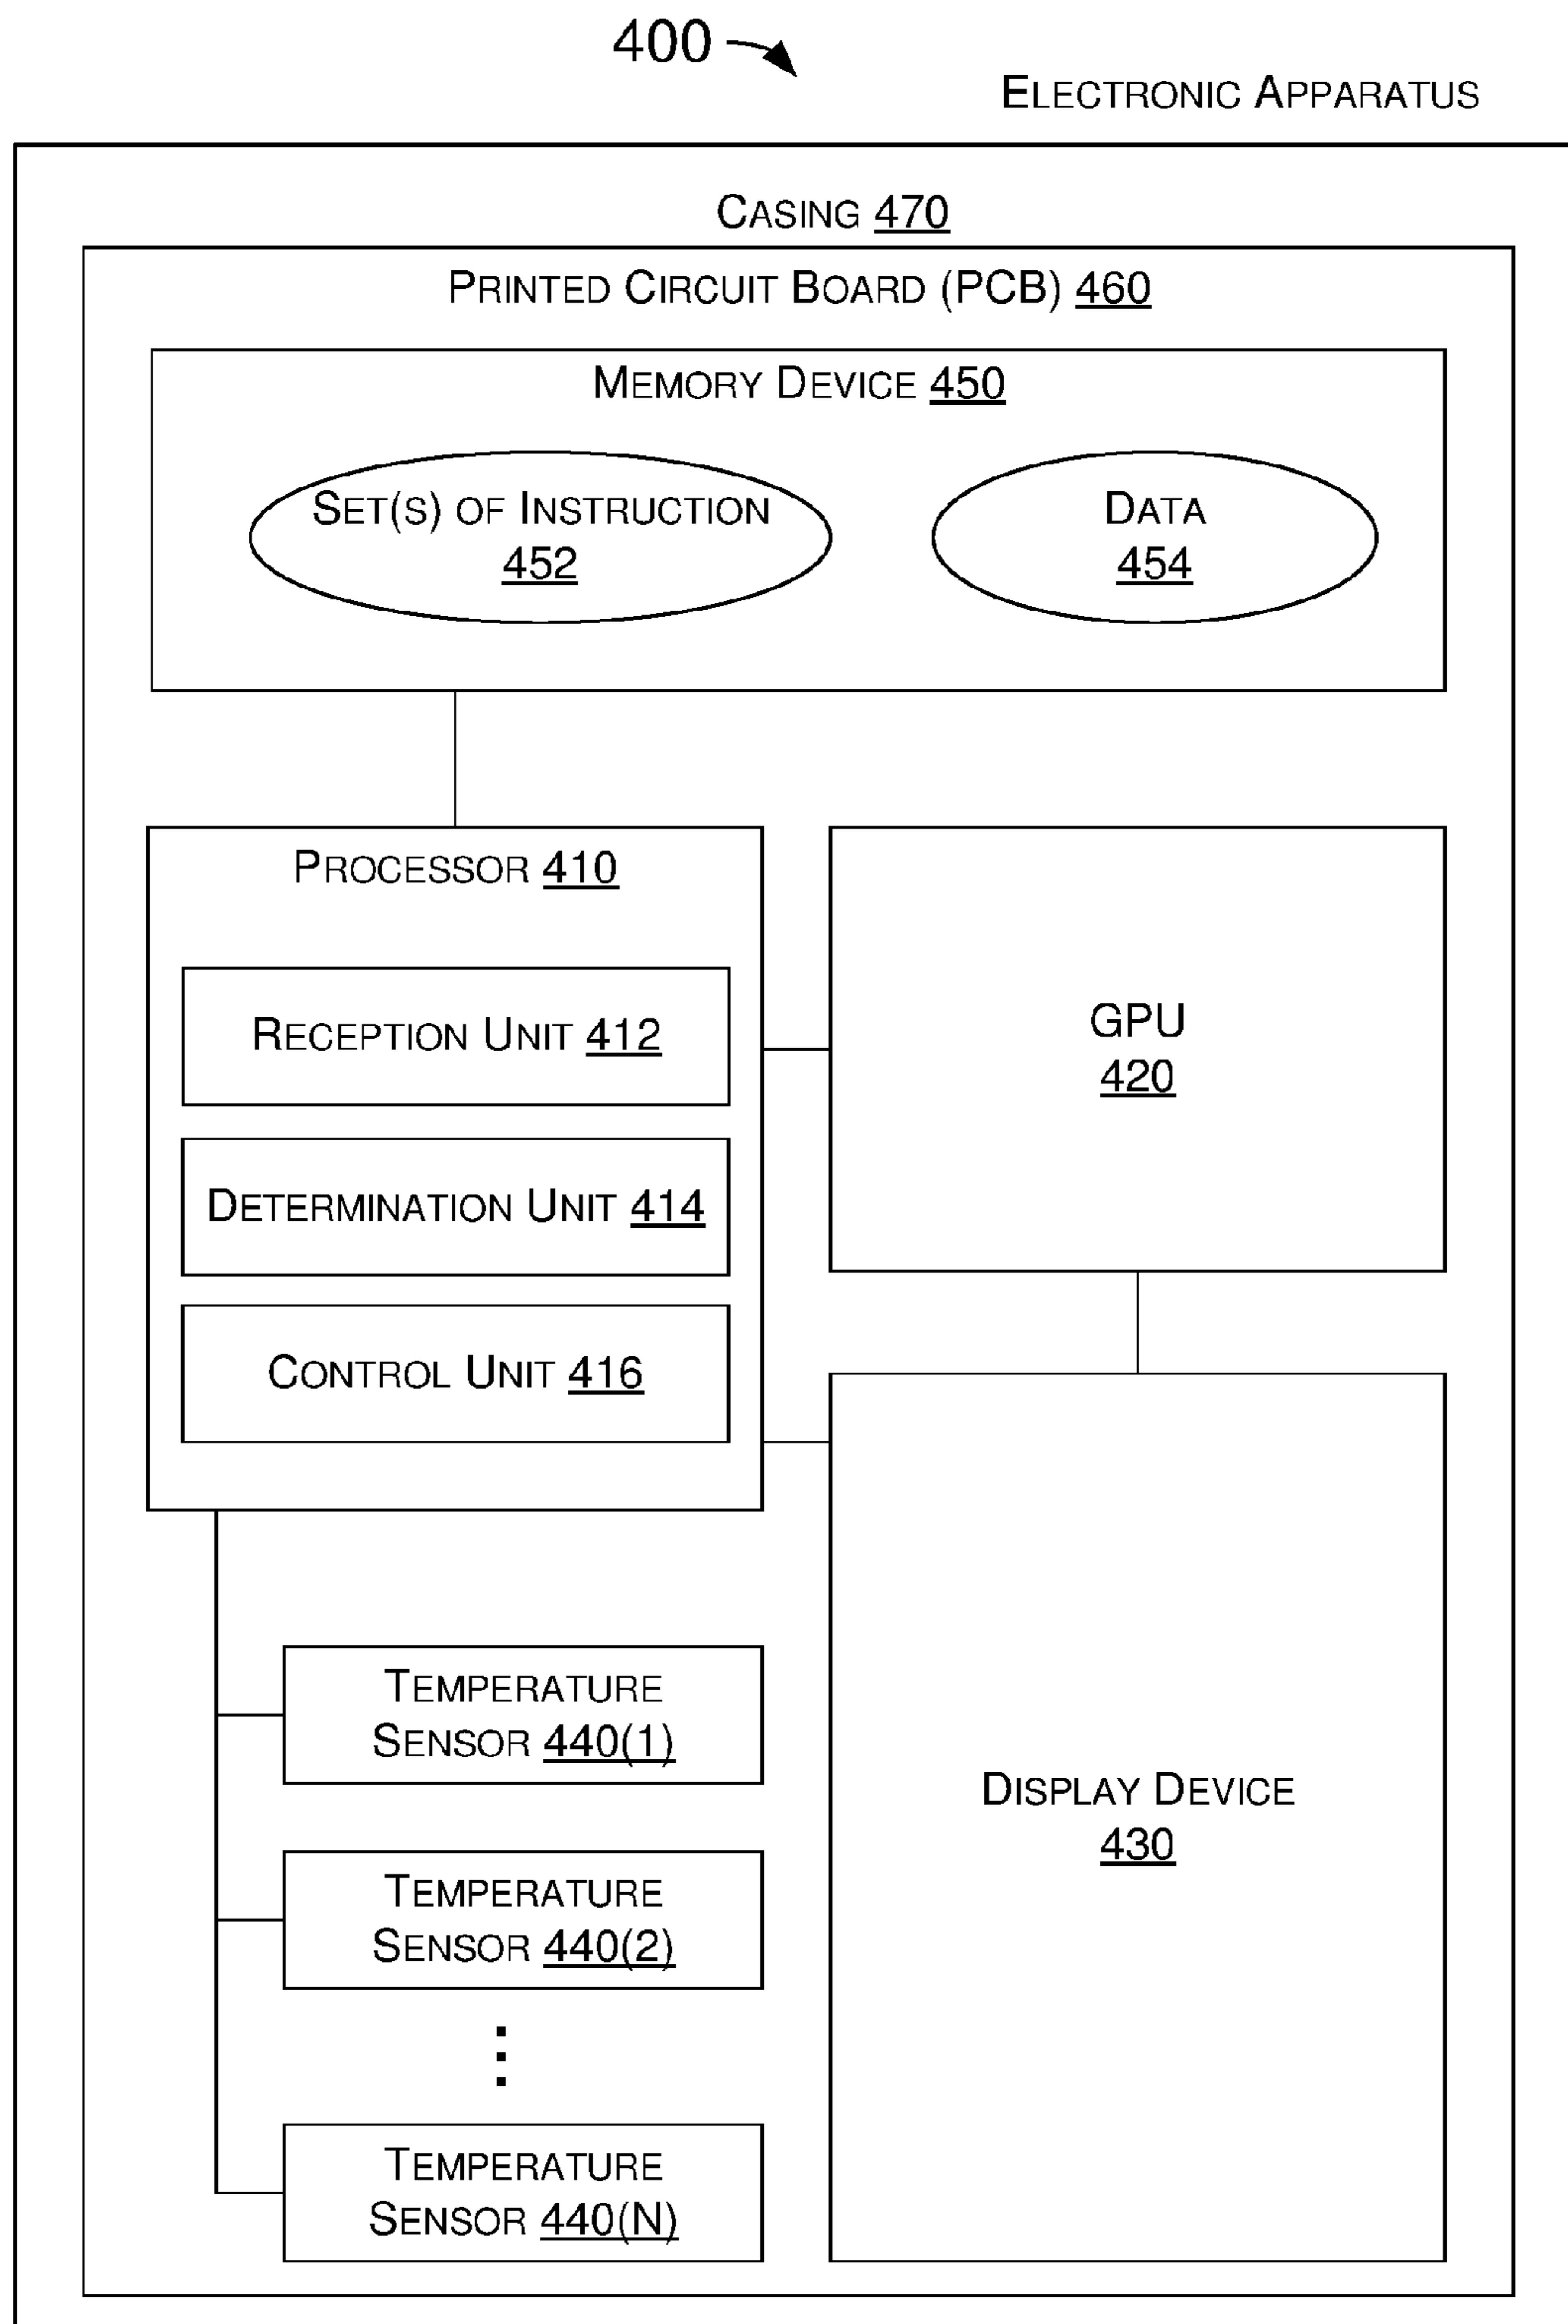 400
ELECTRONIC APPARATUS
CASING 470
PRINTED CIRCUIT BOARD (PCB) 460
MEMORY DEVICE 450
SET(S) OF INSTRUCTION
452
DATA
454
PROCESSOR 410
RECEPTION UNIT 412
DETERMINATION UNIT 414
CONTROL UNIT 416
GPU
420
TEMPERATURE
SENSOR 440(1)
TEMPERATURE
SENSOR 440(2)
TEMPERATURE
SENSOR 440(N)
DISPLAY DEVICE
430